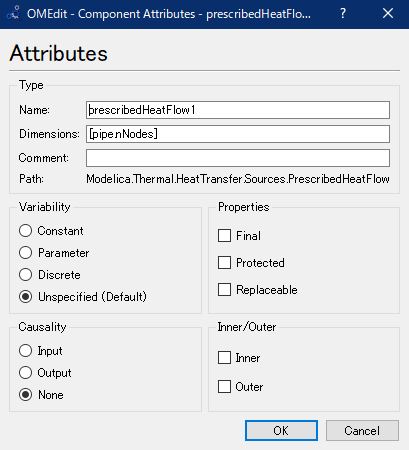 OMEdit - Component Attributes - prescribedHeatFlo...
? ×
Attributes
Type
Name: prescribedHeatFlow1
Dimensions: [pipe.nNodes]
Comment:
Path: Modelica.Thermal.HeatTransfer.Sources.PrescribedHeatFlow
Variability
Constant
Parameter
Discrete
Unspecified (Default)
Properties
Final
Protected
Replaceable
Causality
Input
Output
None
Inner/Outer
Inner
Outer
OK Cancel